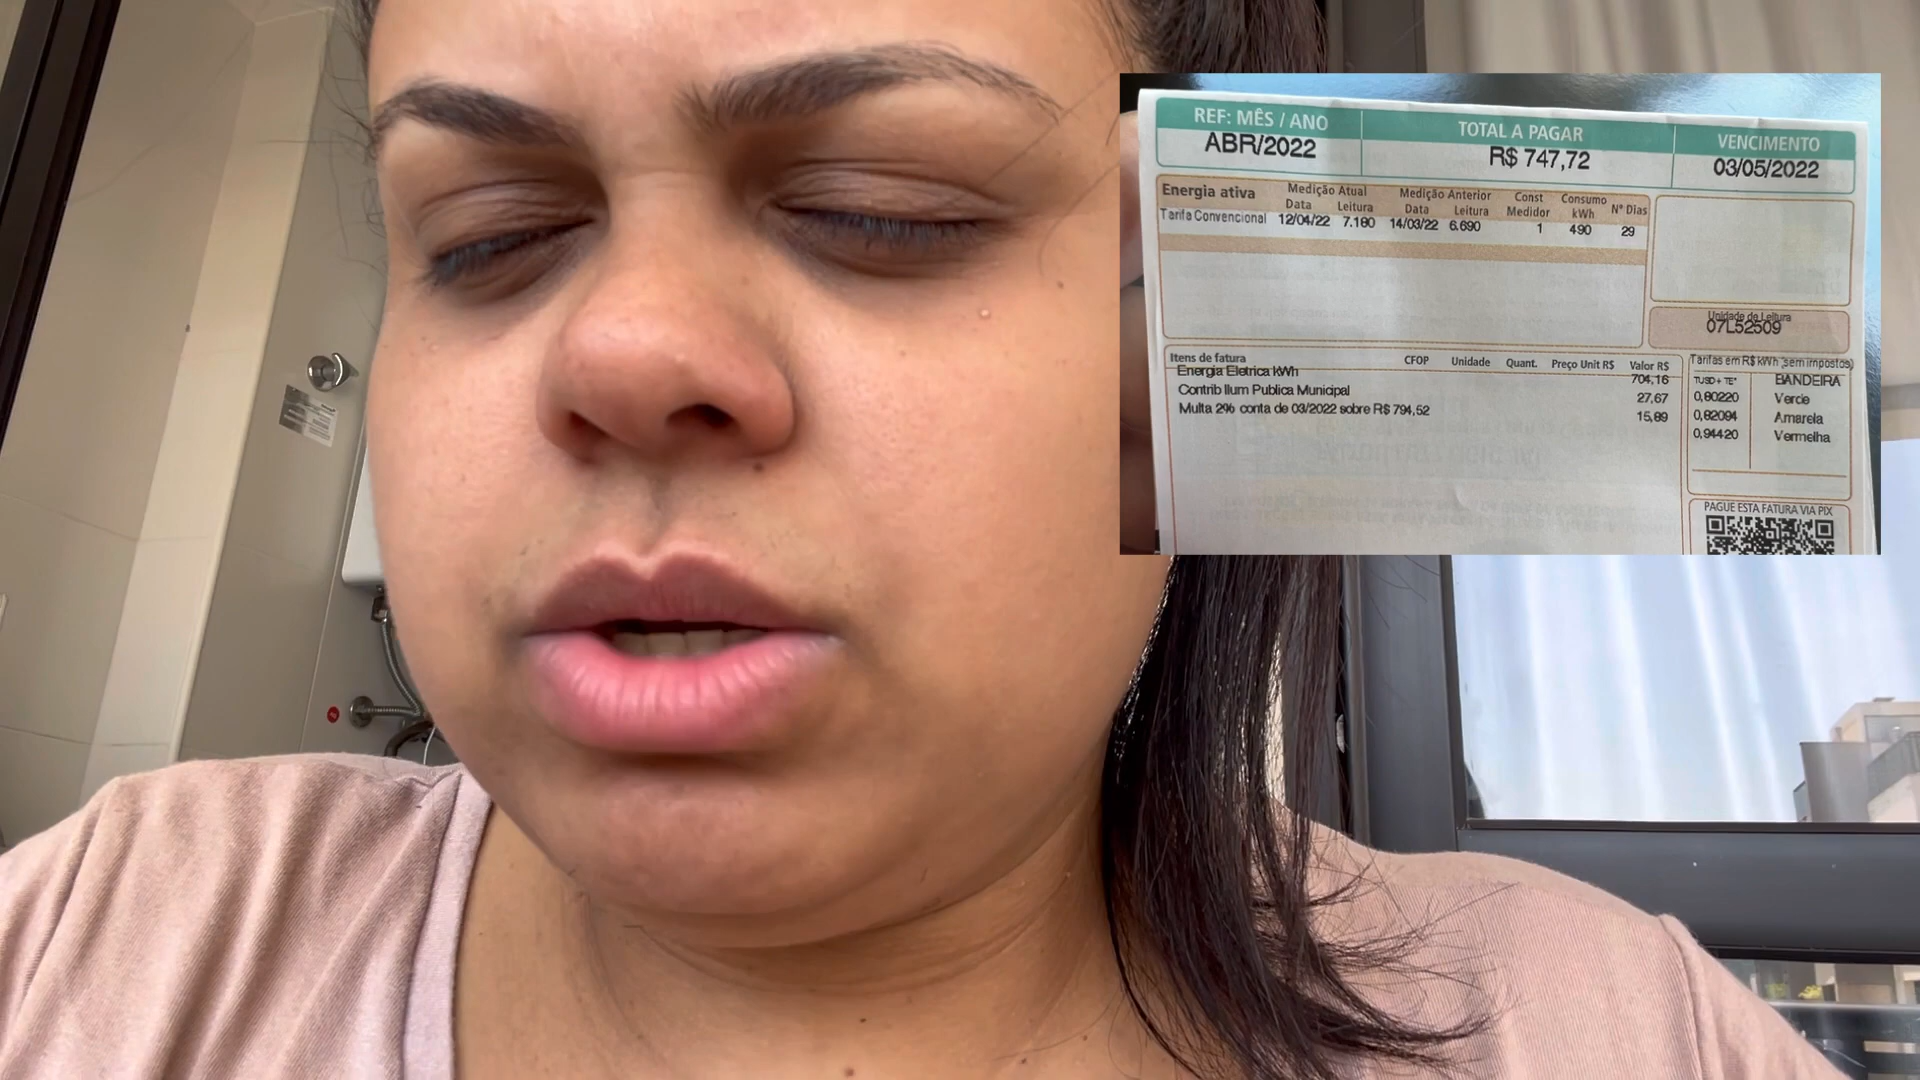 REF: MÊS / ANO TOTAL A PAGAR VENCIMENTO
ABR/2022 R$ 747,72 03/05/2022
Energia ativa Medição Atual Medição Anterior Const Consumo Nº Dias
Data Leitura Data Leitura Medidor kWh
Tarifa Convencional 12/04/22 7.180 14/03/22 6.690 1 490 29
Unidade de Leitura
07L52509
Itens de fatura CFOP Unidade Quant. Preço Unit R$ Valor R$
Energia Eletrica kWh 704,16
Contrib Ilum Publica Municipal 27,67
Multa 2% conta de 03/2022 sobre R$ 794,52 15,89
Tarifas em R$ kWh (sem impostos)
TUSD + TE* BANDEIRA
0,80220 Verde
0,82094 Amarela
0,94420 Vermelha
PAGUE ESTA FATURA VIA PIX